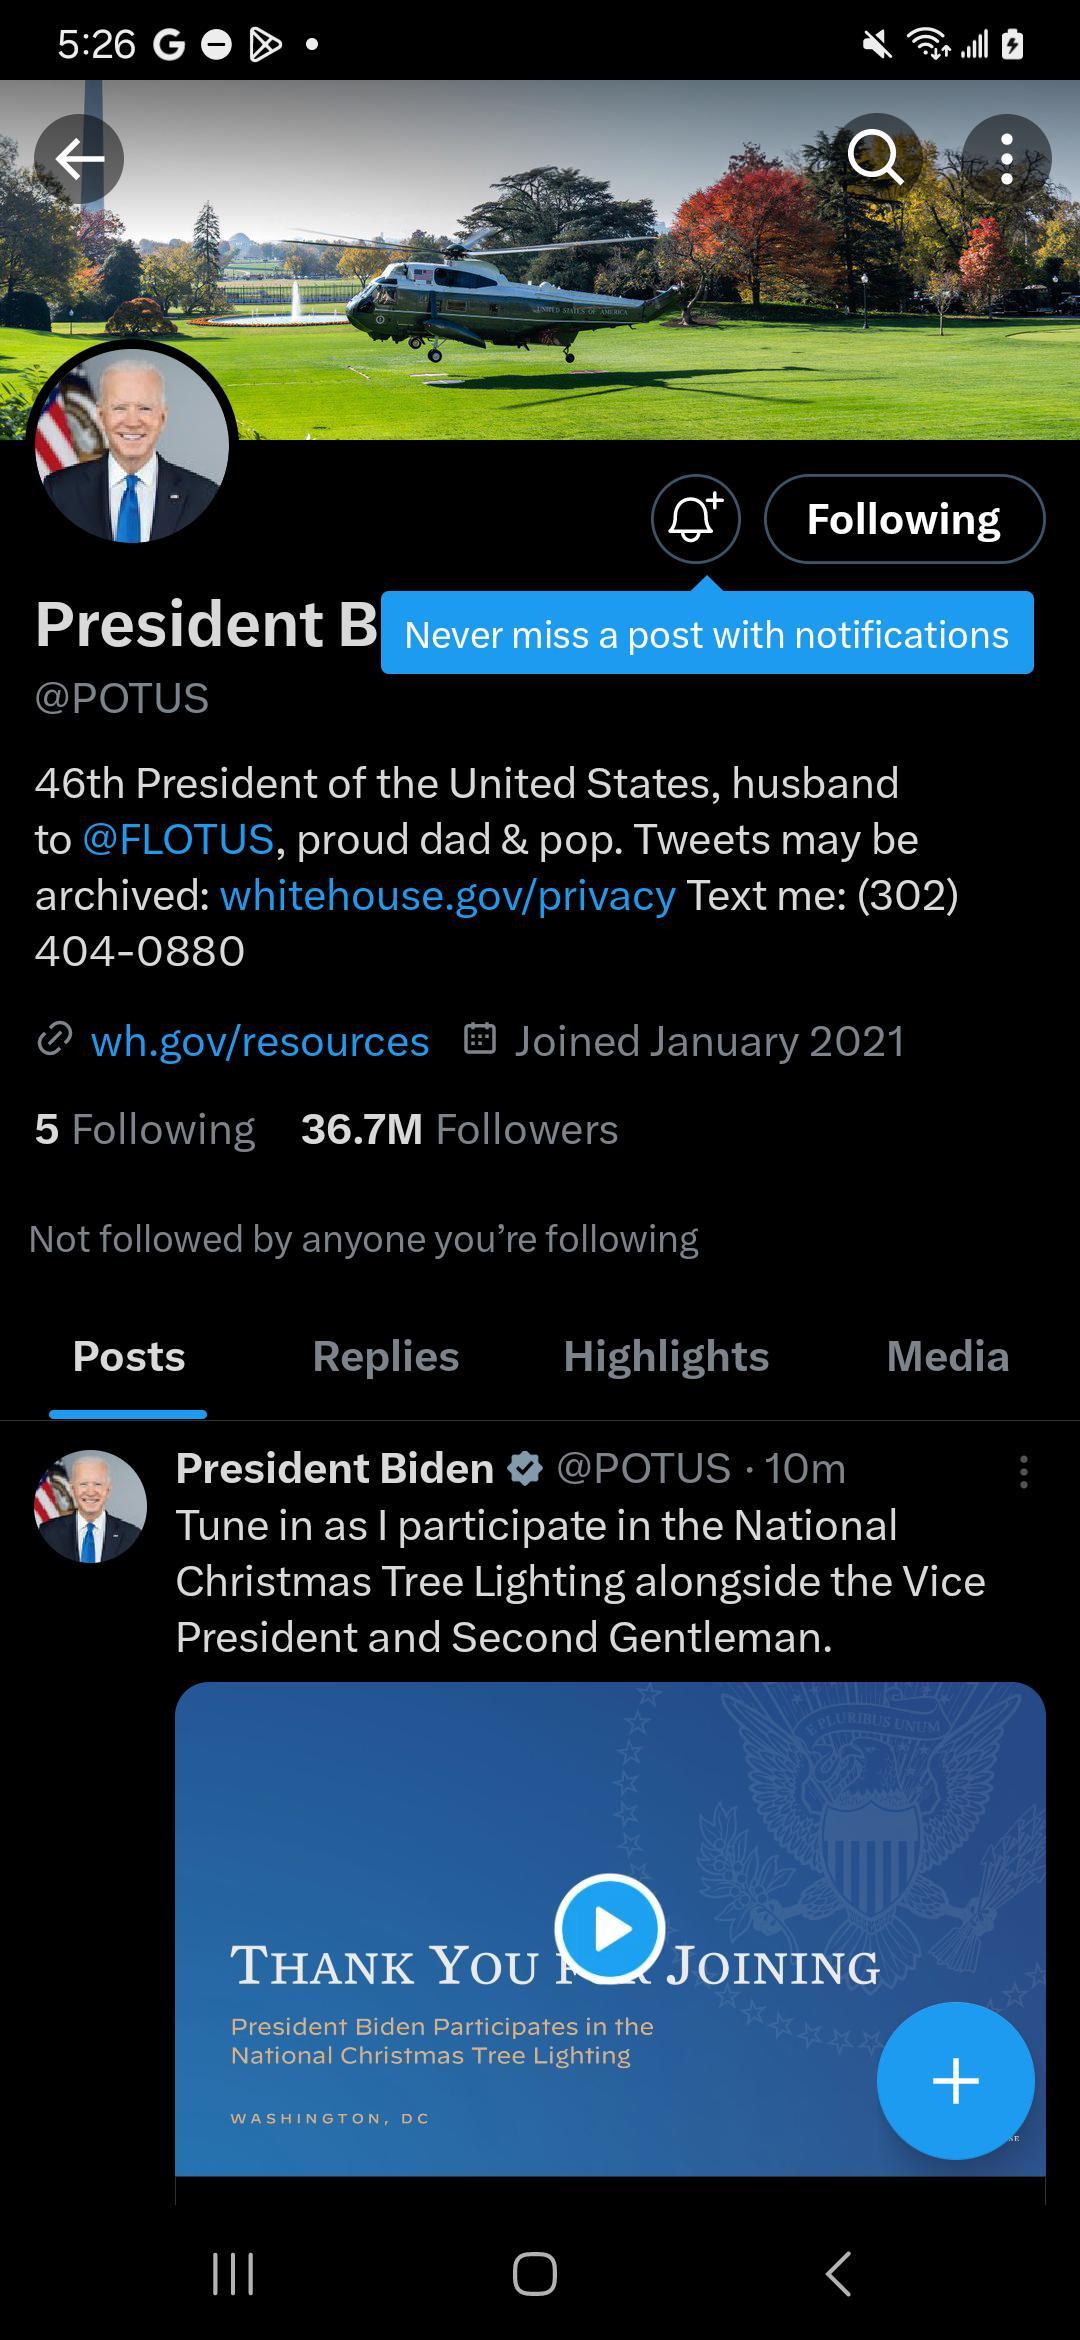 5:26
UNITED STATES OF AMERICA
Following
President B
Never miss a post with notifications
@POTUS
46th President of the United States, husband
to @FLOTUS, proud dad & pop. Tweets may be
archived: whitehouse.gov/privacy Text me: (302)
404-0880
wh.gov/resources Joined January 2021
5 Following 36.7M Followers
Not followed by anyone you’re following
Posts Replies Highlights Media
President Biden @POTUS · 10m
Tune in as I participate in the National
Christmas Tree Lighting alongside the Vice
President and Second Gentleman.
E PLURIBUS UNUM
THANK YOU JOINING
President Biden Participates in the
National Christmas Tree Lighting
WASHINGTON, DC